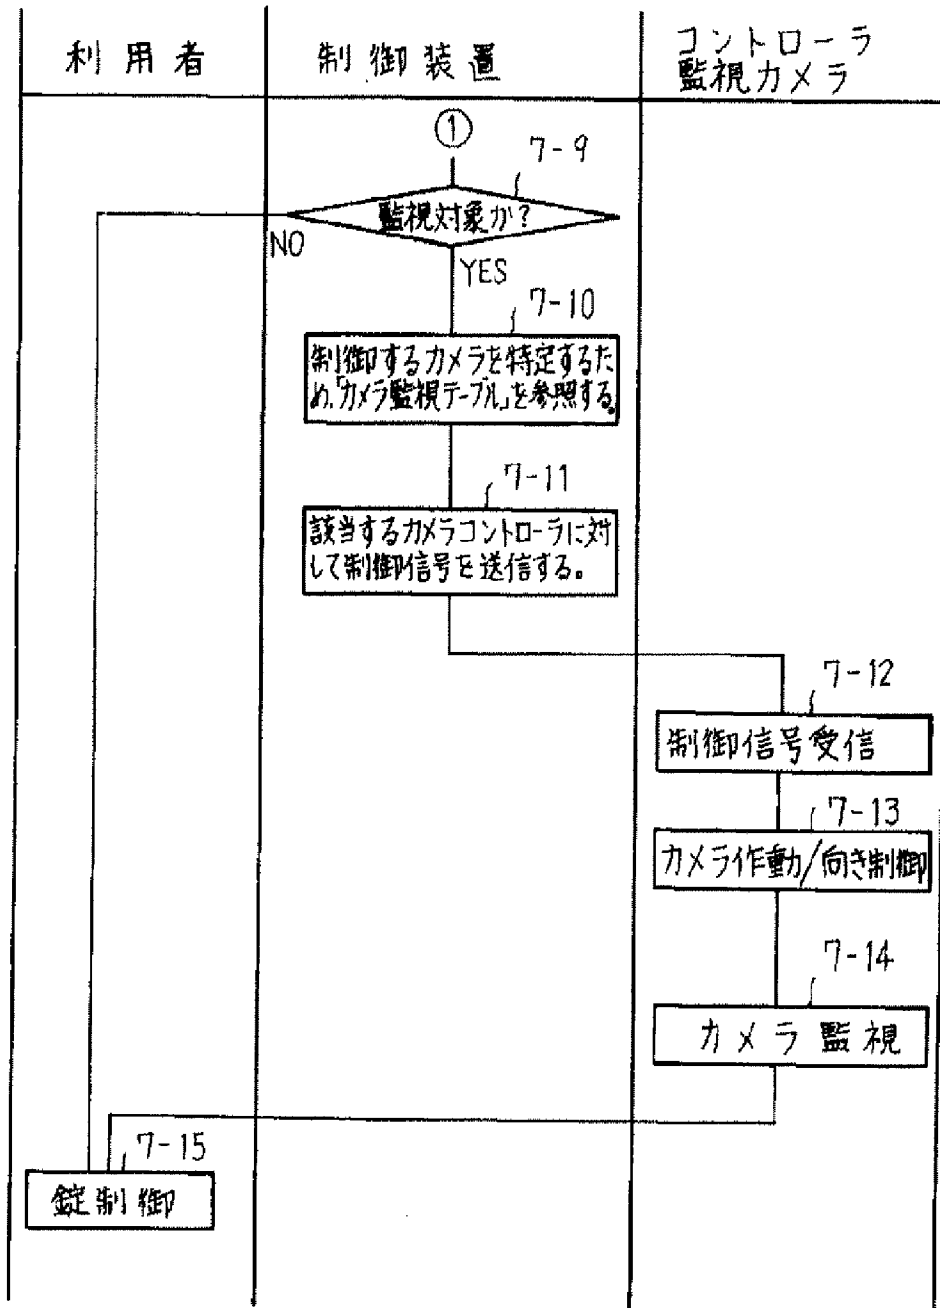 利用者
制御装置
コントローラ
監視カメラ
①
7-9
監視対象か?
NO
YES
7-10
制御するカメラを特定するた
め、「カメラ監視テーブル」を参照する。
7-11
該当するカメラコントローラに対
して制御信号を送信する。
7-12
制御信号受信
7-13
カメラ作動/向き制御
7-14
カメラ監視
7-15
錠制御